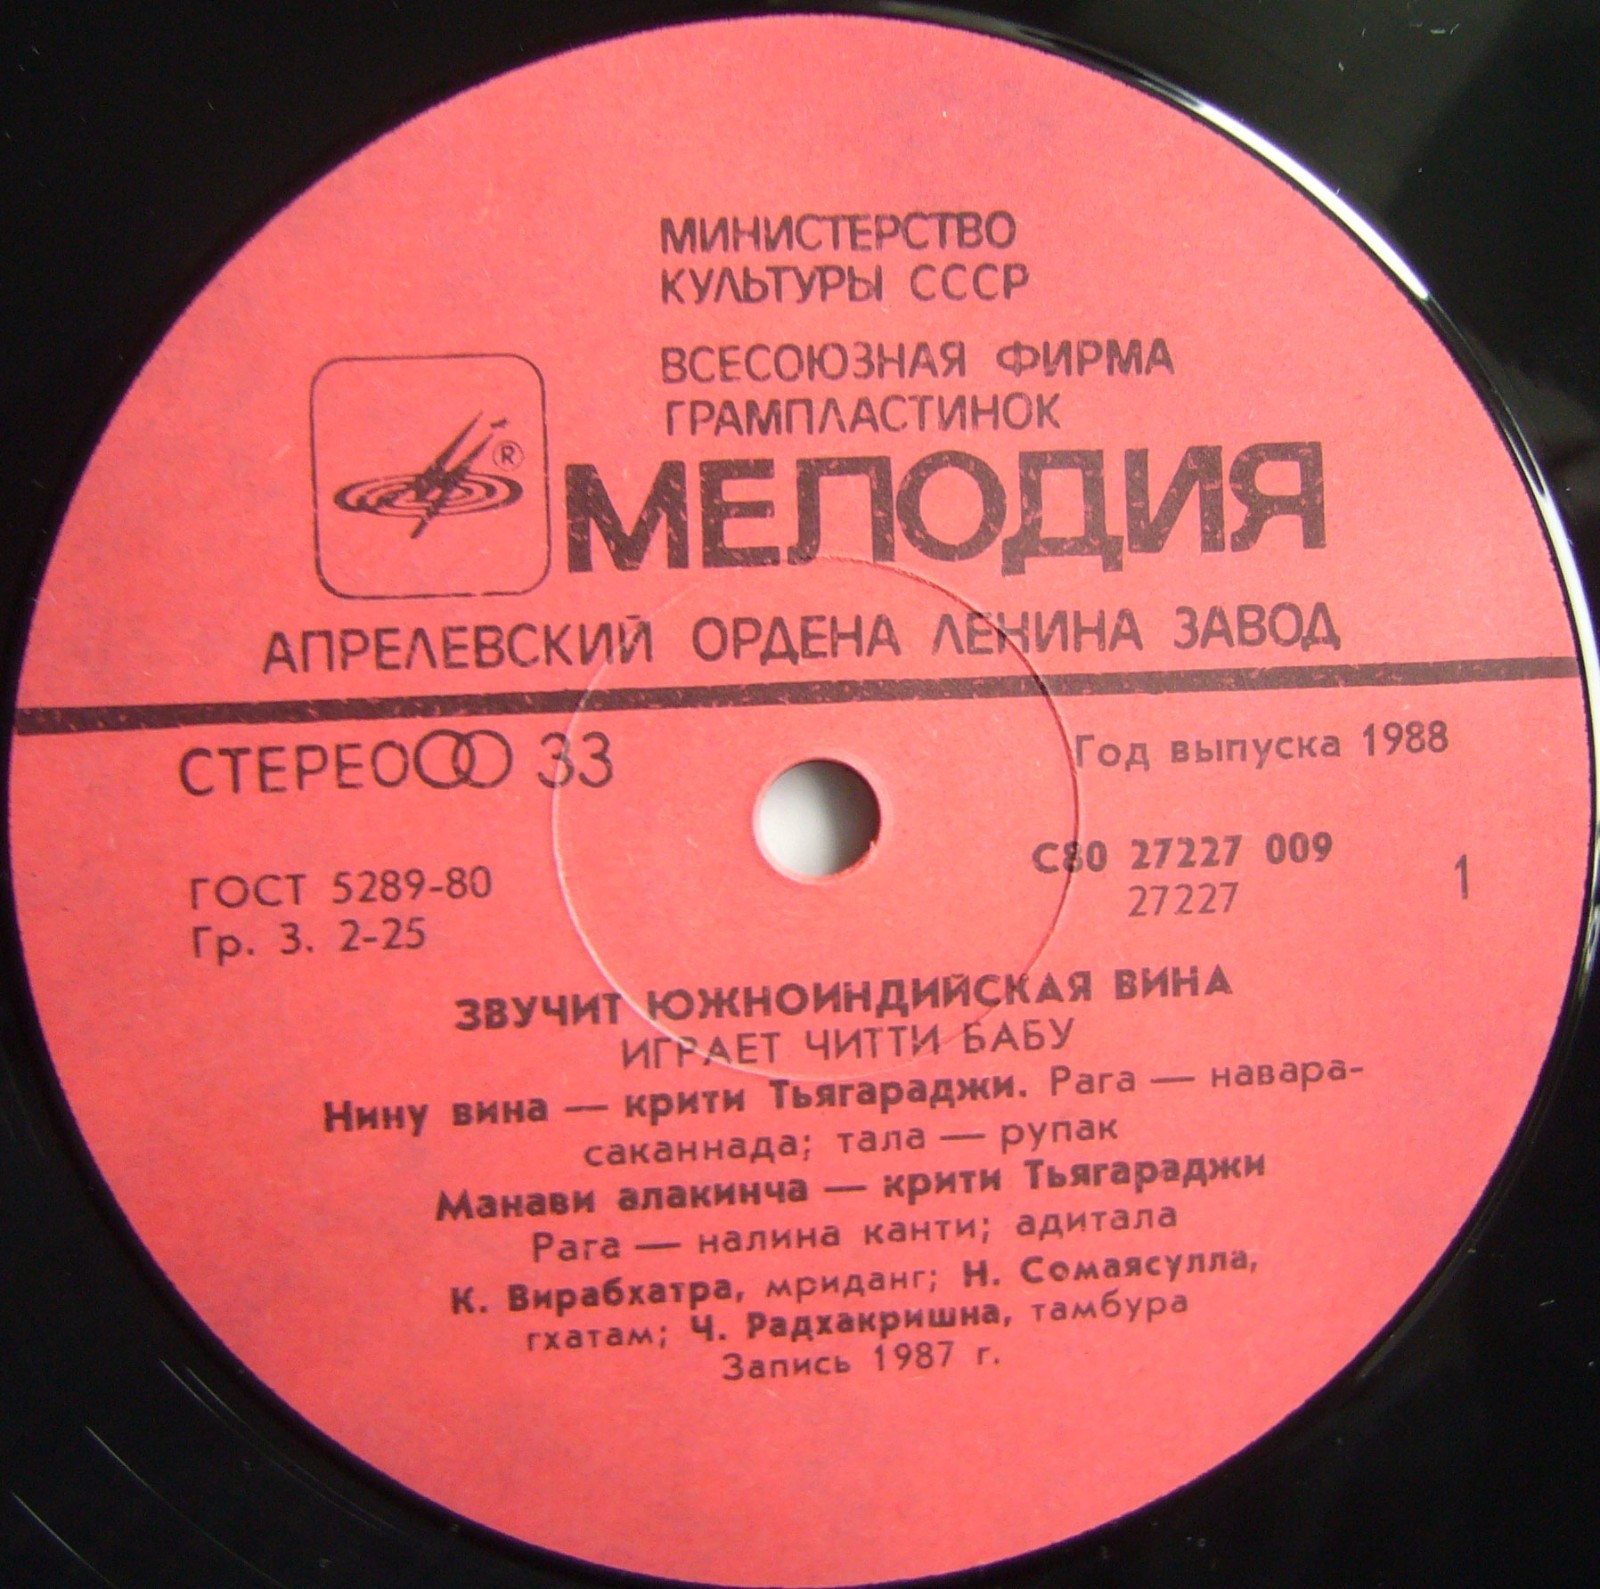 МИНИСТЕРСТВО
КУЛЬТУРЫ СССР
ВСЕСОЮЗНАЯ ФИРМА
ГРАМПЛАСТИНОК
®
МЕЛОДИЯ
АПРЕЛЕВСКИЙ ОРДЕНА ЛЕНИНА ЗАВОД
СТЕРЕО 33
Год выпуска 1988
ГОСТ 5289-80
Гр. 3. 2-25
С80 27227 009
27227
1
ЗВУЧИТ ЮЖНОИНДИЙСКАЯ ВИНА
ИГРАЕТ ЧИТТИ БАБУ
Нину вина — крити Тьягараджи. Рага — навара-
саканнада; тала — рупак
Манави алакинча — крити Тьягараджи
Рага — налина канти; адитала
К. Вирабхатра, мриданг; Н. Сомаясулла,
гхатам; Ч. Радхакришна, тамбура
Запись 1987 г.